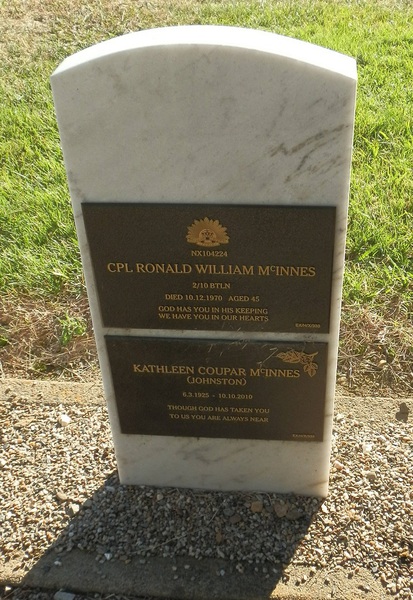 NX104224
CPL RONALD WILLIAM McINNES
2/10 BTLN
DIED 10.12.1970 AGED 45
GOD HAS YOU IN HIS KEEPING
WE HAVE YOU IN OUR HEARTS
KATHLEEN COUPAR McINNES
(JOHNSTON)
6.3.1925 - 10.10.2010
THOUGH GOD HAS TAKEN YOU
TO US YOU ARE ALWAYS NEAR